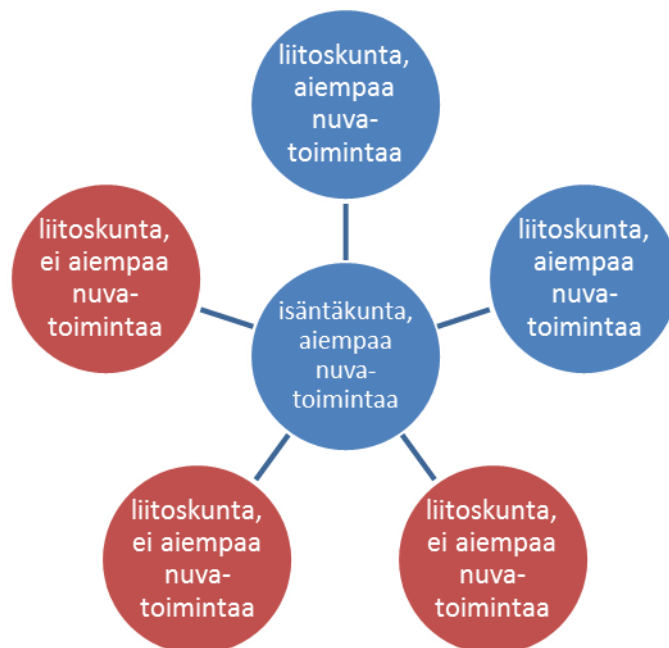 liitoskunta,
aiempaa
nuva-
toimintaa
liitoskunta,
ei aiempaa
nuva-
toimintaa
liitoskunta,
aiempaa
nuva-
toimintaa
isäntäkunta,
aiempaa
nuva-
toimintaa
liitoskunta,
ei aiempaa
nuva-
toimintaa
liitoskunta,
ei aiempaa
nuva-
toimintaa